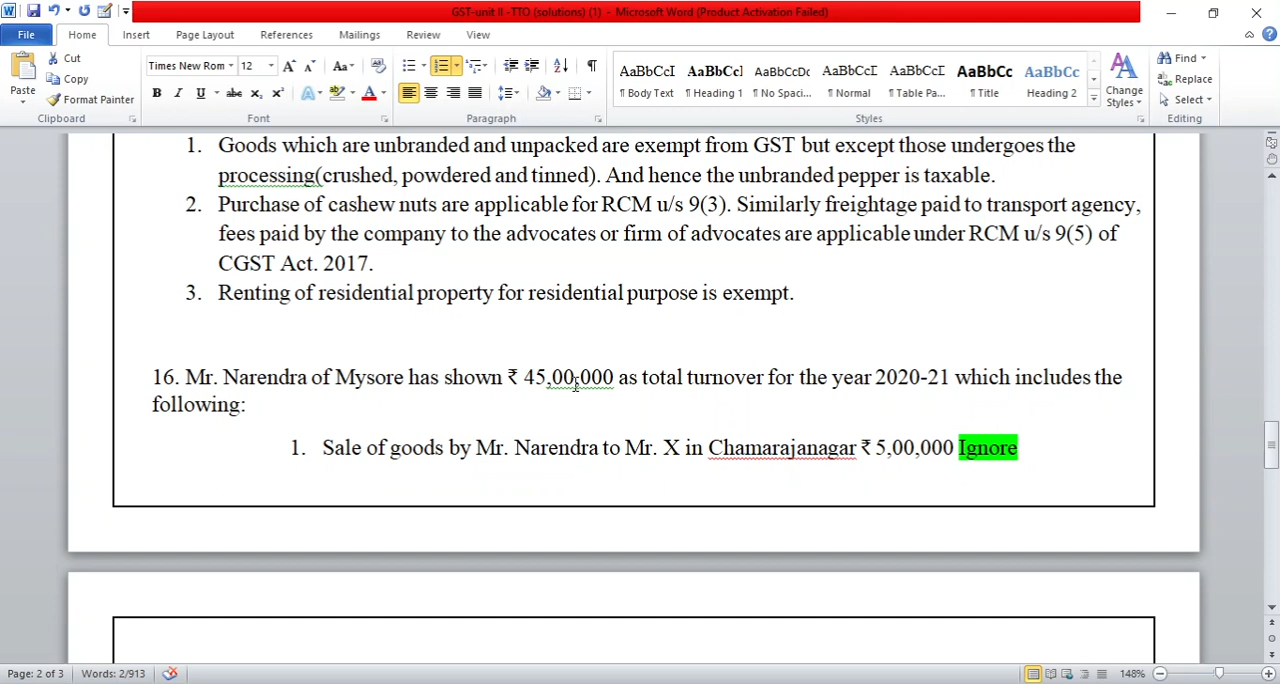 GST-unit II -TTO (solutions) (1) - Microsoft Word (Product Activation Failed)
File Home Insert Page Layout References Mailings Review View
Paste Cut Copy Format Painter Clipboard
Times New Rom 12 Font
Paragraph
AaBbCcI AaBbCcl AaBbCcDc AaBbCcD AaBbCcI AaBbCc AaBbCc
¶ Body Text ¶ Heading 1 ¶ No Spaci... ¶ Normal ¶ Table Pa... ¶ Title Heading 2
Change Styles Styles
Find Replace Select Editing
1. Goods which are unbranded and unpacked are exempt from GST but except those undergoes the
processing(crushed, powdered and tinned). And hence the unbranded pepper is taxable.
2. Purchase of cashew nuts are applicable for RCM u/s 9(3). Similarly freightage paid to transport agency,
fees paid by the company to the advocates or firm of advocates are applicable under RCM u/s 9(5) of
CGST Act. 2017.
3. Renting of residential property for residential purpose is exempt.
16. Mr. Narendra of Mysore has shown ₹ 45,00,000 as total turnover for the year 2020-21 which includes the
following:
1. Sale of goods by Mr. Narendra to Mr. X in Chamarajanagar ₹ 5,00,000 Ignore
Page: 2 of 3 Words: 2/913 148%